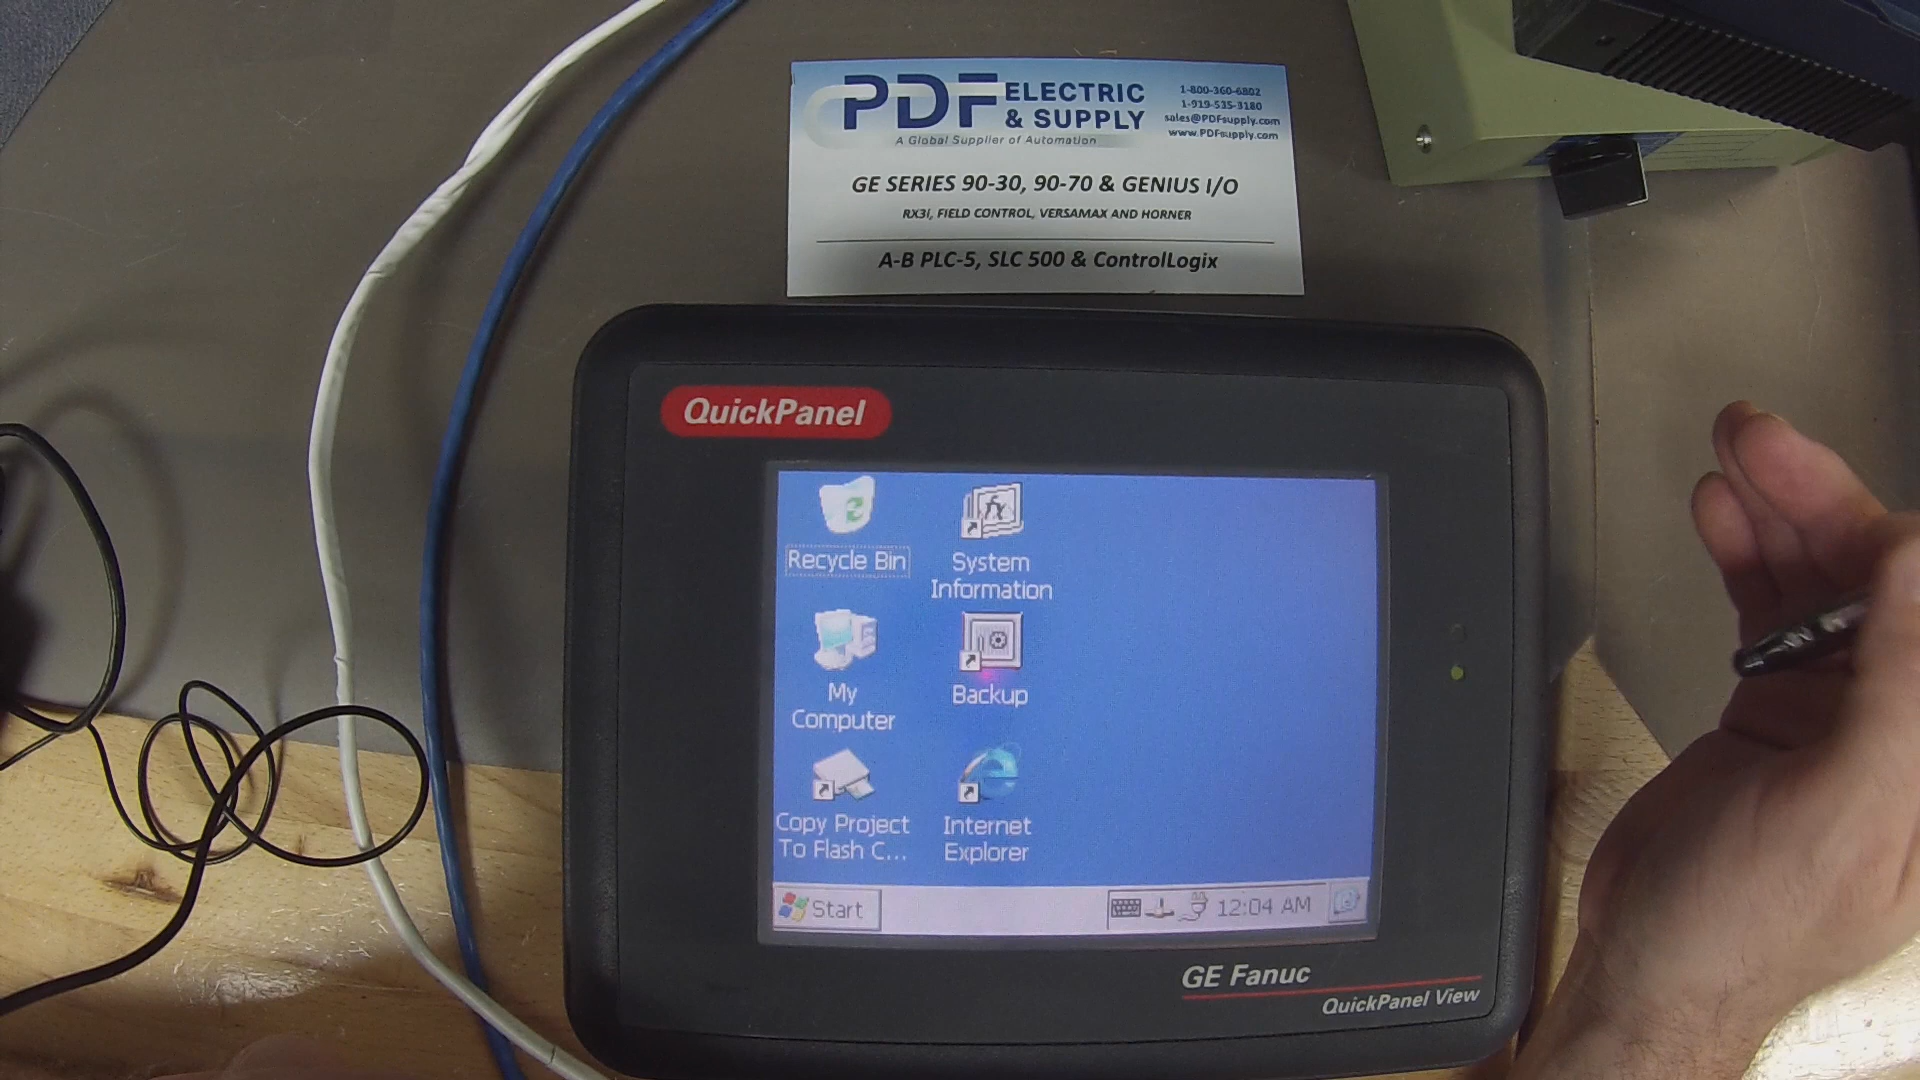 PDF ELECTRIC
& SUPPLY
A Global Supplier of Automation
1-800-360-6802
1-919-535-3180
sales@PDFsupply.com
www.PDFsupply.com
GE SERIES 90-30, 90-70 & GENIUS I/O
RX3I, FIELD CONTROL, VERSAMAX AND HORNER
A-B PLC-5, SLC 500 & ControlLogix
QuickPanel
Recycle Bin
System
Information
My
Computer
Backup
Copy Project
To Flash C...
Internet
Explorer
Start
12:04 AM
GE Fanuc
QuickPanel View